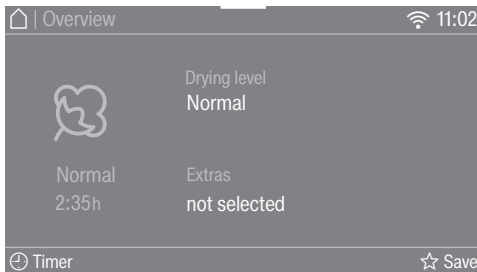 | Overview
11:02
Drying level
Normal
Normal
2:35h
Extras
not selected
Timer
Save